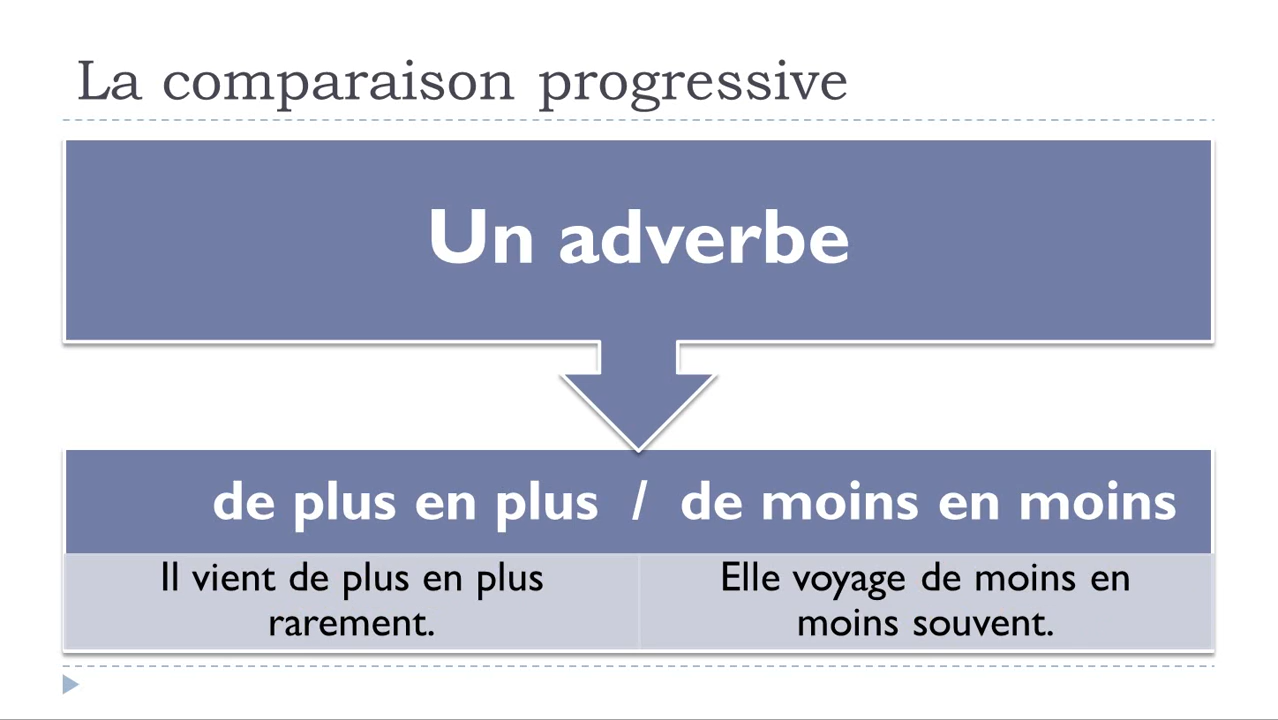 La comparaison progressive
Un adverbe
de plus en plus / de moins en moins
Il vient de plus en plus
rarement.
Elle voyage de moins en
moins souvent.